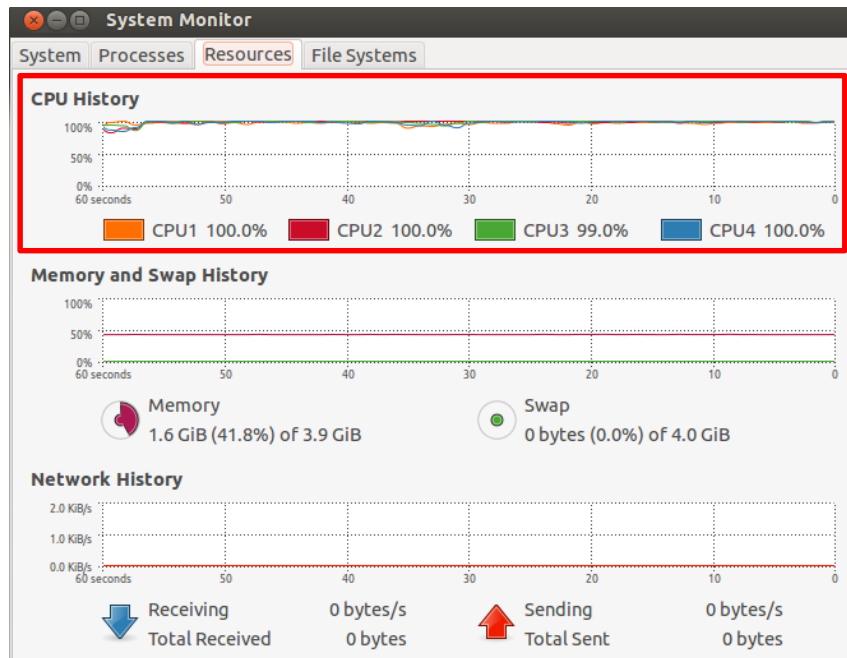 System Monitor
System Processes Resources File Systems
CPU History
100%
50%
0%
60 seconds 50 40 30 20 10 0
CPU1 100.0% CPU2 100.0% CPU3 99.0% CPU4 100.0%
Memory and Swap History
100%
50%
0%
60 seconds 50 40 30 20 10 0
Memory Swap
1.6 GiB (41.8%) of 3.9 GiB 0 bytes (0.0%) of 4.0 GiB
Network History
2.0 KiB/s
1.0 KiB/s
0.0 KiB/s
60 seconds 50 40 30 20 10 0
Receiving 0 bytes/s Sending 0 bytes/s
Total Received 0 bytes Total Sent 0 bytes